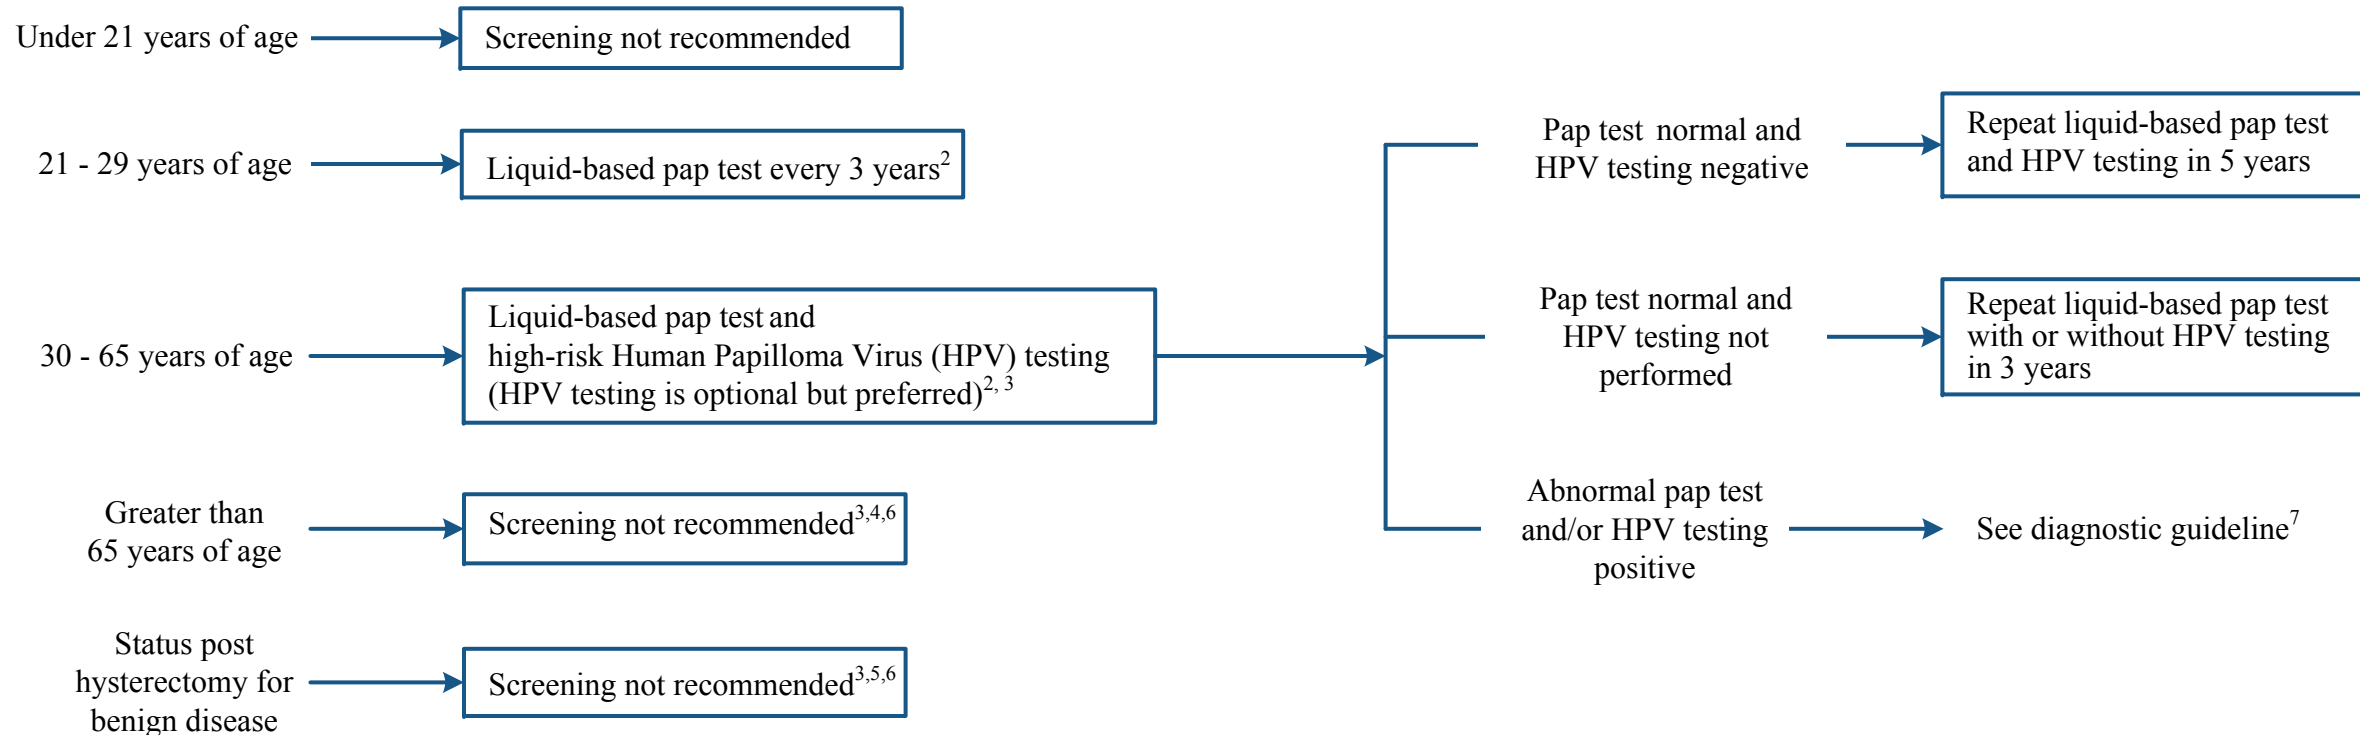 Under 21 years of age
Screening not recommended
21 - 29 years of age
Liquid-based pap test every 3 years2
30 - 65 years of age
Liquid-based pap test and
high-risk Human Papilloma Virus (HPV) testing
(HPV testing is optional but preferred)2, 3
Pap test normal and
HPV testing negative
Repeat liquid-based pap test
and HPV testing in 5 years
Pap test normal and
HPV testing not
performed
Repeat liquid-based pap test
with or without HPV testing
in 3 years
Abnormal pap test
and/or HPV testing
positive
See diagnostic guideline7
Greater than
65 years of age
Screening not recommended3,4,6
Status post
hysterectomy for
benign disease
Screening not recommended3,5,6